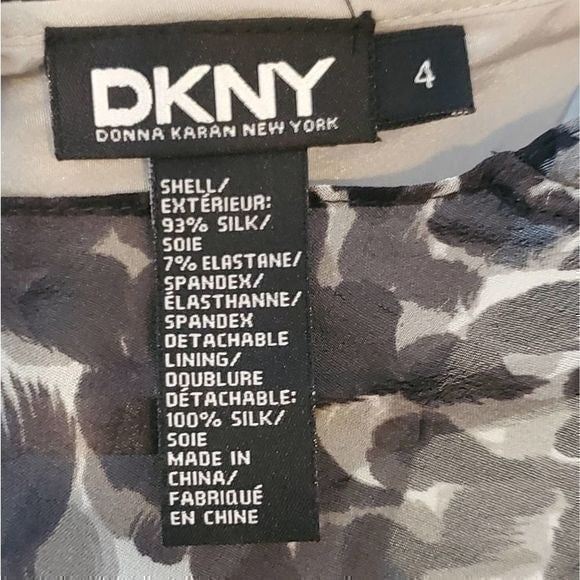 DKNY
DONNA KARAN NEW YORK
4
SHELL/
EXTÉRIEUR:
93% SILK/
SOIE
7% ELASTANE/
SPANDEX/
ÉLASTHANNE/
SPANDEX
DETACHABLE
LINING/
DOUBLURE
DÉTACHABLE:
100% SILK/
SOIE
MADE IN
CHINA/
FABRIQUÉ
EN CHINE